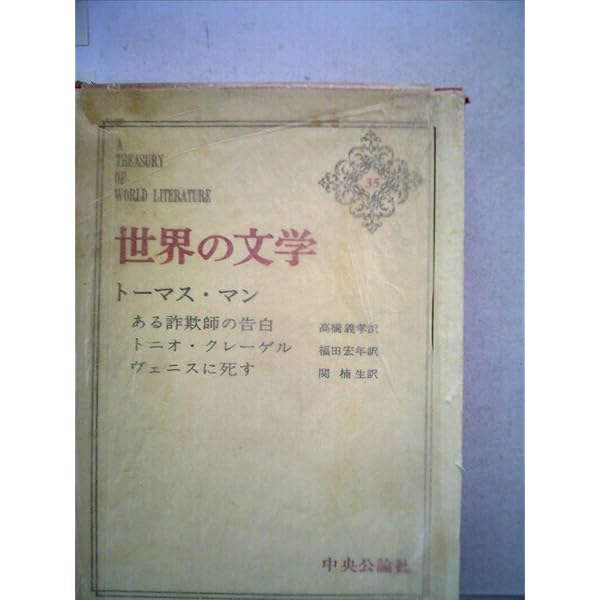 A
TREASURY
OF
WORLD LITERATURE
35
世界の文学
トーマス・マン
ある詐欺師の告白 高橋義孝訳
トニオ・クレーゲル 福田宏年訳
ヴェニスに死す 関楠生訳
中央公論社